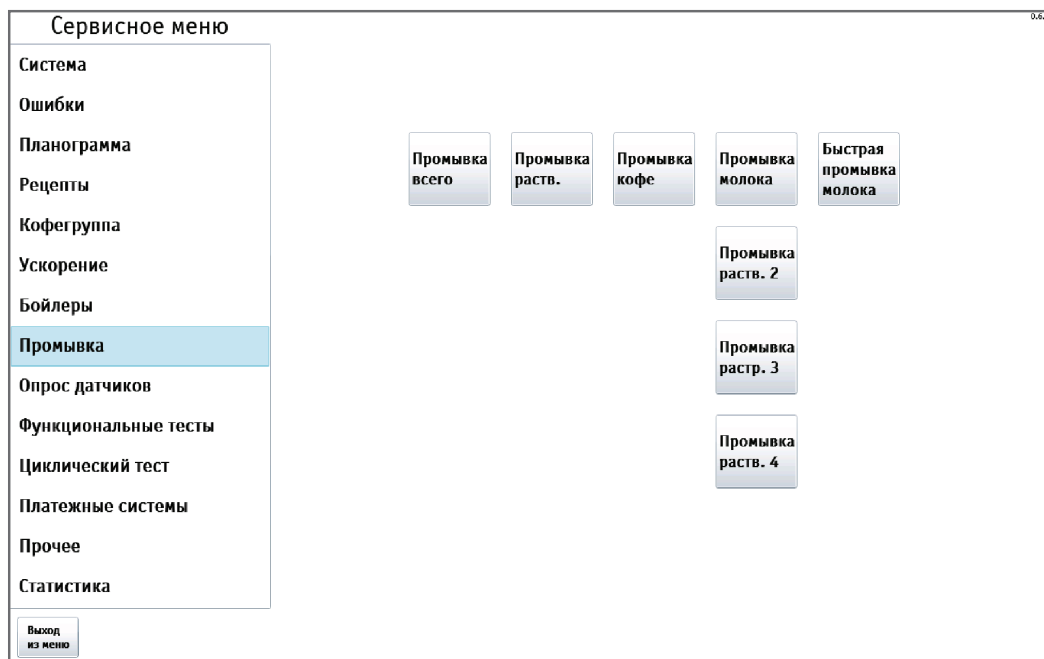 Сервисное меню
0.6.
Система
Ошибки
Планограмма
Рецепты
Кофегруппа
Ускорение
Бойлеры
Промывка
Опрос датчиков
Функциональные тесты
Циклический тест
Платежные системы
Прочее
Статистика
Выход
из меню
Промывка
всего
Промывка
раств.
Промывка
кофе
Промывка
молока
Быстрая
промывка
молока
Промывка
раств. 2
Промывка
растр. 3
Промывка
раств. 4